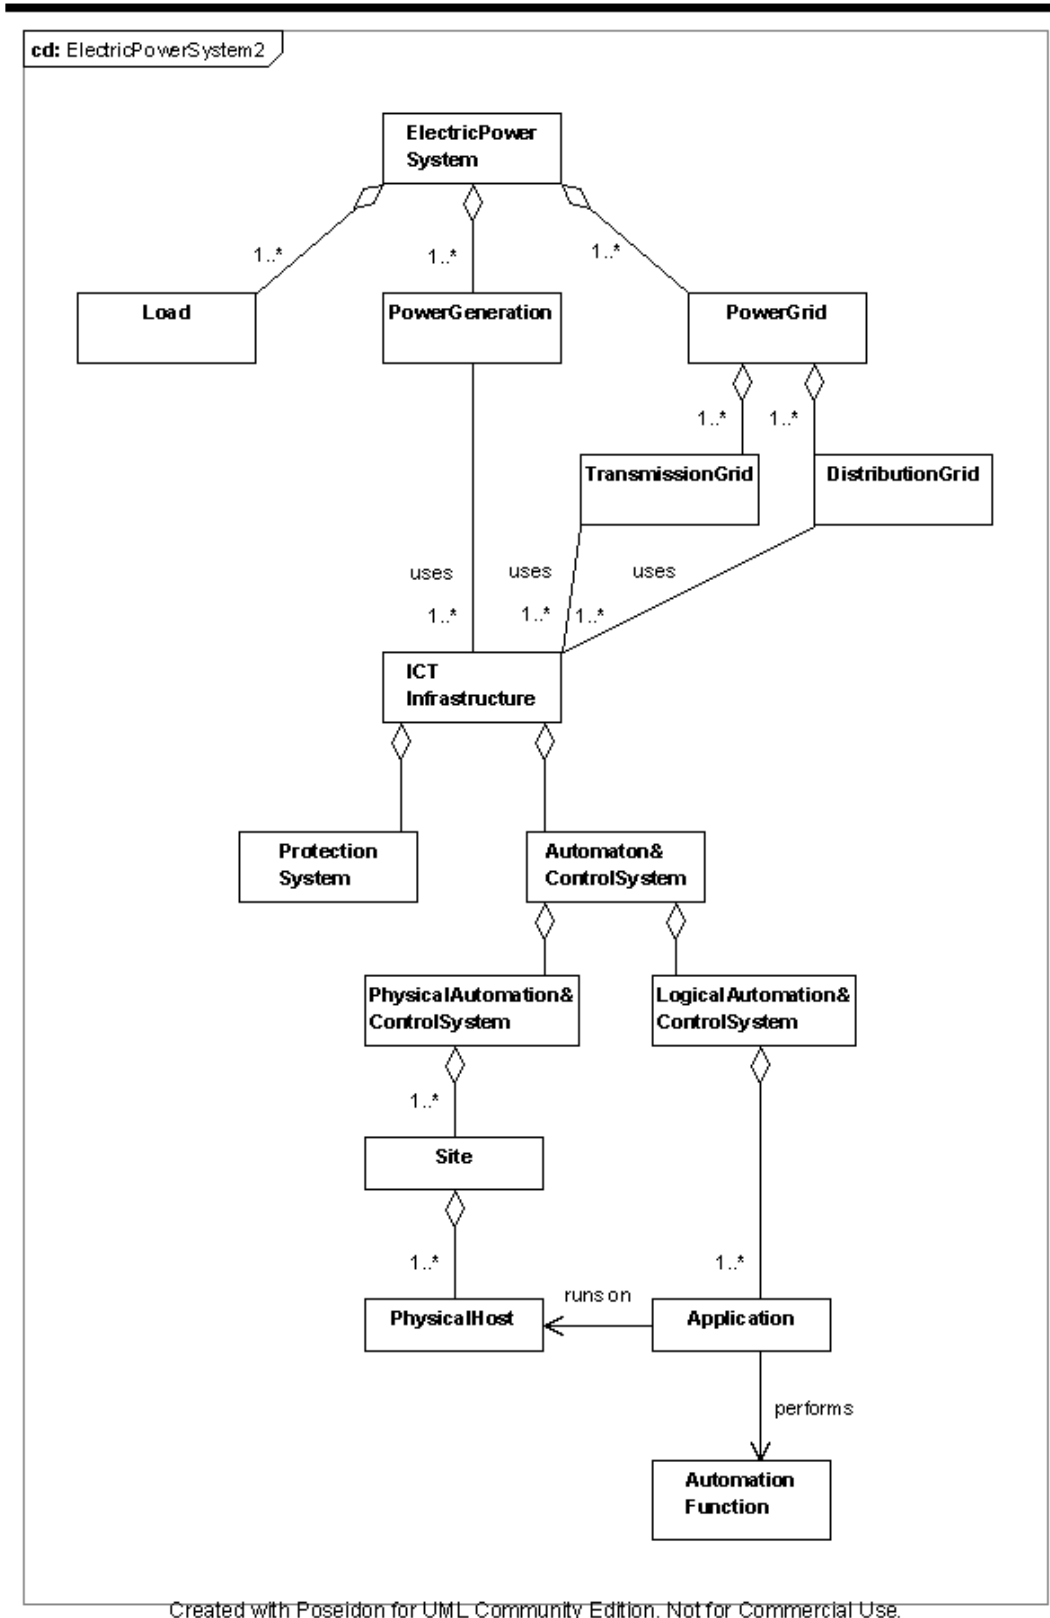 cd: ElectricPowerSystem2
ElectricPower
System
1..*
1..*
1..*
Load
PowerGeneration
PowerGrid
1..*
1..*
TransmissionGrid
DistributionGrid
uses
uses
uses
1..*
1..*
1..*
ICT
Infrastructure
Protection
System
Automaton&
ControlSystem
PhysicalAutomation&
ControlSystem
LogicalAutomation&
ControlSystem
1..*
Site
1..*
1..*
runs on
PhysicalHost
Application
performs
Automation
Function
Created with Poseidon for UML Community Edition. Not for Commercial Use.